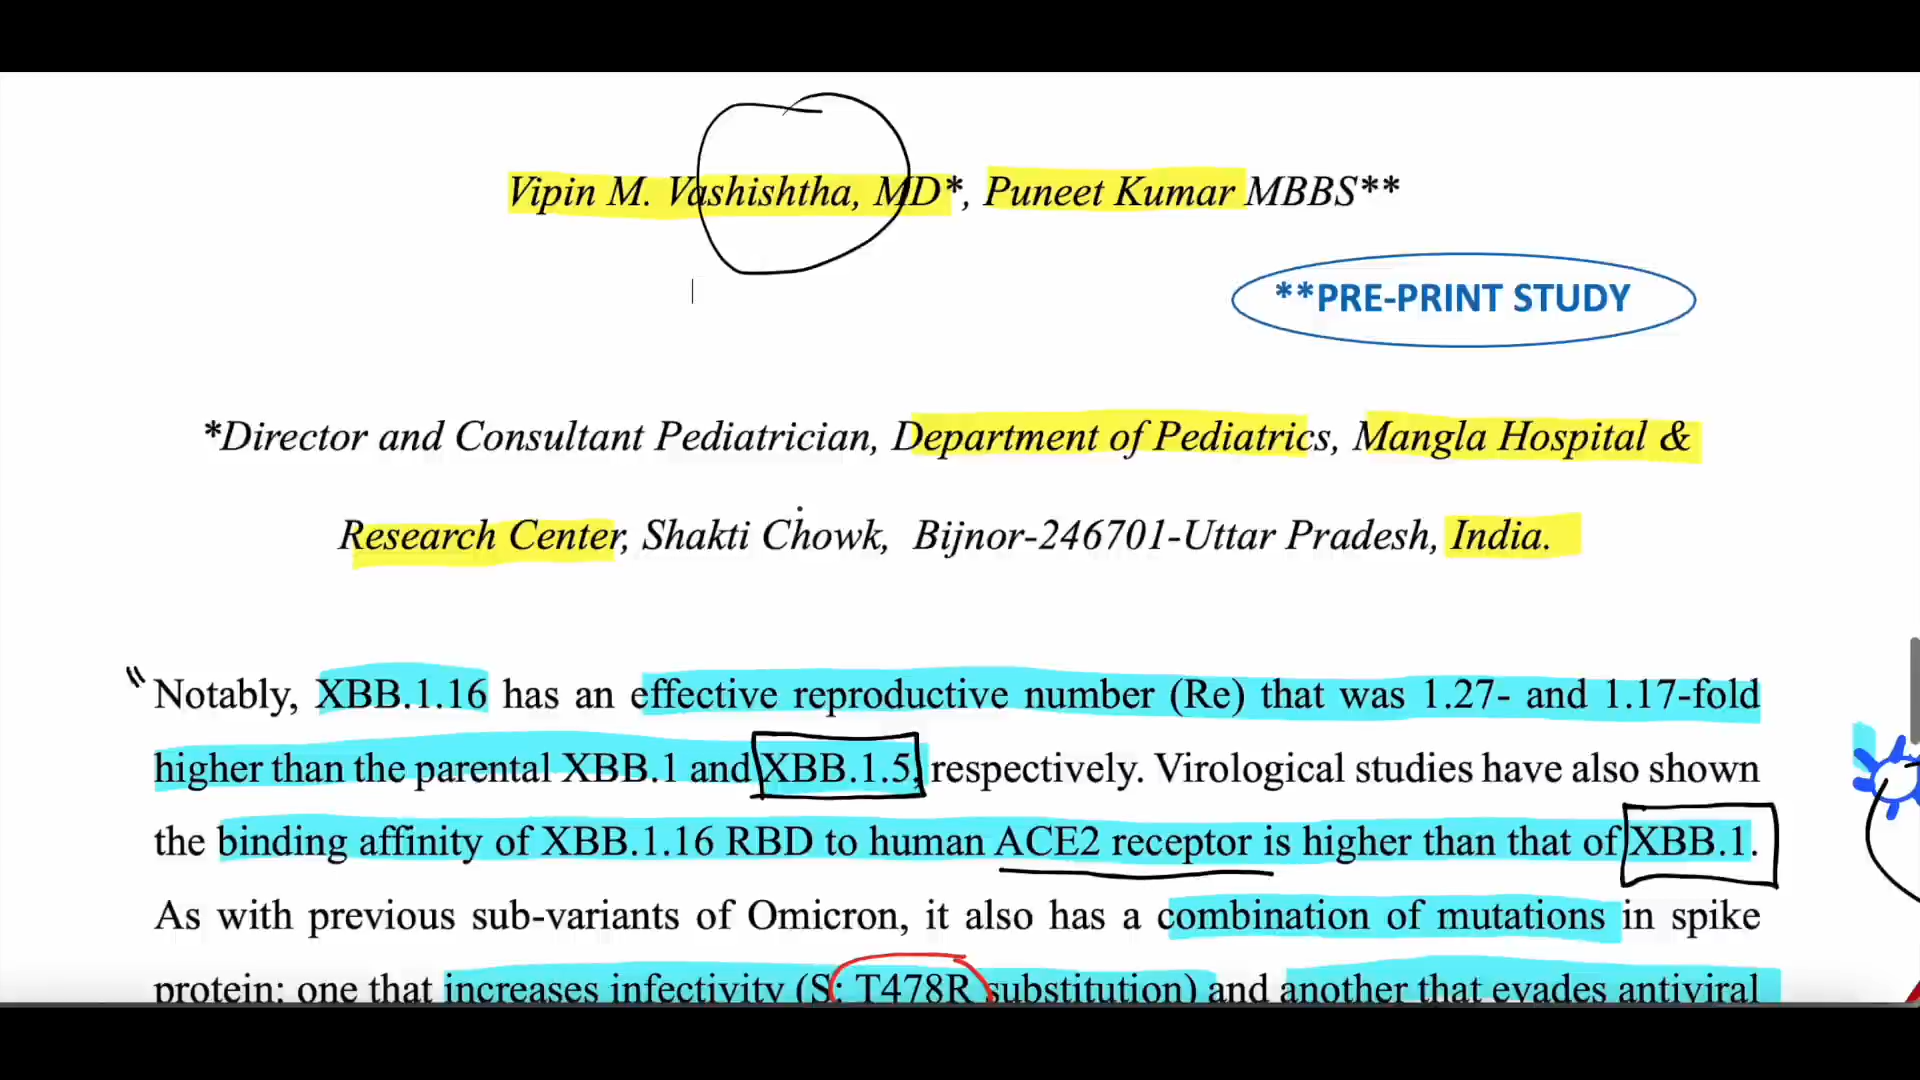 Vipin M. Vashishtha, MD*, Puneet Kumar MBBS**
**PRE-PRINT STUDY
*Director and Consultant Pediatrician, Department of Pediatrics, Mangla Hospital &
Research Center, Shakti Chowk, Bijnor-246701-Uttar Pradesh, India.
"Notably, XBB.1.16 has an effective reproductive number (Re) that was 1.27- and 1.17-fold
higher than the parental XBB.1 and XBB.1.5, respectively. Virological studies have also shown
the binding affinity of XBB.1.16 RBD to human ACE2 receptor is higher than that of XBB.1.
As with previous sub-variants of Omicron, it also has a combination of mutations in spike
protein: one that increases infectivity (S: T478R substitution) and another that evades antiviral